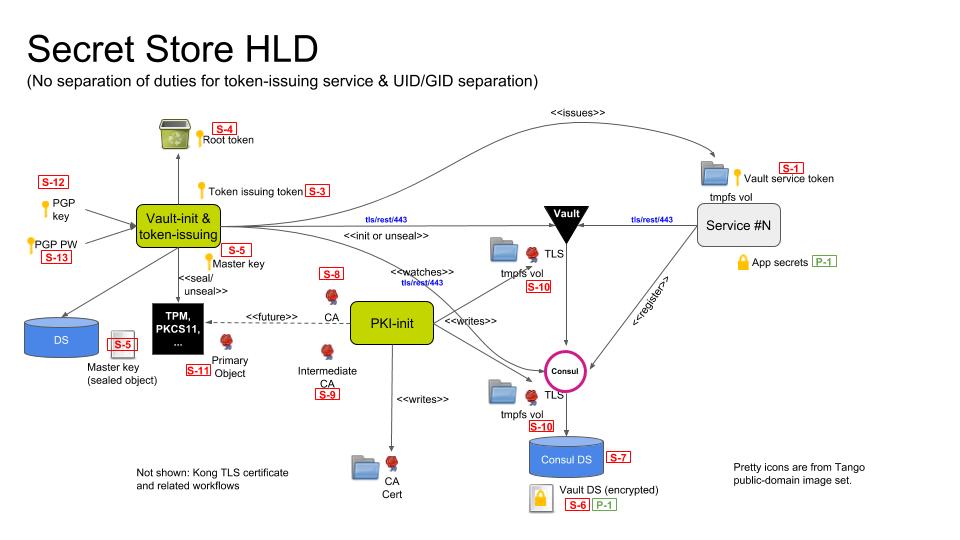 Secret Store HLD
(No separation of duties for token-issuing service & UID/GID separation)
<<issues>>
S-4
Root token
S-1
Vault service token
tmpfs vol
S-12
PGP
key
Token issuing token
S-3
Vault-init &
token-issuing
tls/rest/443
Vault
tls/rest/443
Service #N
<<init or unseal>>
PGP PW
S-13
S-5
Master key
TLS
tmpfs vol
S-10
App secrets
P-1
<<seal/
unseal>>
S-8
<<watches>>
tls/rest/443
<<register>>
TPM,
PKCS11,
...
<<future>>
CA
PKI-init
<<writes>>
DS
S-5
Master key
(sealed object)
S-11
Primary
Object
Intermediate
CA
S-9
Consul
<<writes>>
TLS
tmpfs vol
S-10
Consul DS
S-7
Not shown: Kong TLS certificate
and related workflows
CA
Cert
Vault DS (encrypted)
S-6
P-1
Pretty icons are from Tango
public-domain image set.